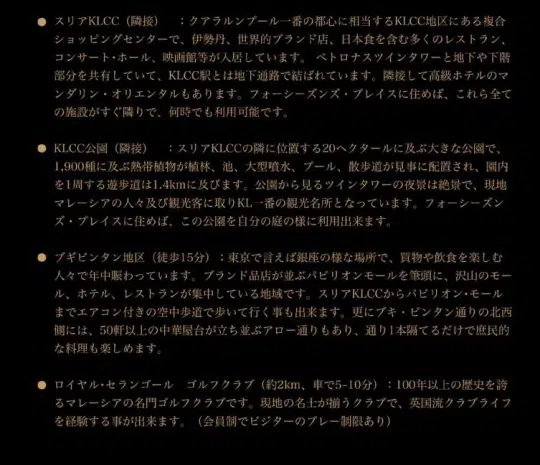 ● スリアKLCC（隣接）　：クアラルンプール一番の都心に相当するKLCC地区にある複合
ショッピングセンターで、伊勢丹、世界的ブランド店、日本食を含む多くのレストラン、
コンサート・ホール、映画館等が入居しています。 ペトロナスツインタワーと地下や下階
部分を共有していて、KLCC駅とは地下通路で結ばれています。隣接して高級ホテルのマ
ンダリン・オリエンタルもあります。フォーシーズンズ・プレイスに住めば、これら全て
の施設がすぐ隣りで、何時でも利用可能です。
● KLCC公園（隣接）　：スリアKLCCの隣に位置する20ヘクタールに及ぶ大きな公園で、
1,900種に及ぶ熱帯植物が植林、池、大型噴水、プール、散歩道が見事に配置され、園内
を1周する遊歩道は1.4kmに及びます。公園から見るツインタワーの夜景は絶景で、現地
マレーシアの人々及び観光客に取りKL一番の観光名所となっています。フォーシーズン
ズ・プレイスに住めば、この公園を自分の庭の様に利用出来ます。
● ブギビンタン地区（徒歩15分）：東京で言えば銀座の様な場所で、買物や飲食を楽しむ
人々で年中賑わっています。ブランド品店が並ぶパビリオンモールを筆頭に、沢山のモー
ル、ホテル、レストランが集中している地域です。スリアKLCCからパビリオン・モール
までエアコン付きの空中歩道で歩いて行く事も出来ます。更にブキ・ビンタン通りの北西
側には、50軒以上の中華屋台が立ち並ぶアロー通りもあり、通り1本隔てるだけで庶民的
な料理も楽しめます。
● ロイヤル・セランゴール　ゴルフクラブ（約2km、車で5-10分）：100年以上の歴史を誇
るマレーシアの名門ゴルフクラブです。現地の名士が揃うクラブで、英国流クラブライフ
を経験する事が出来ます。（会員制でビジターのプレー制限あり）